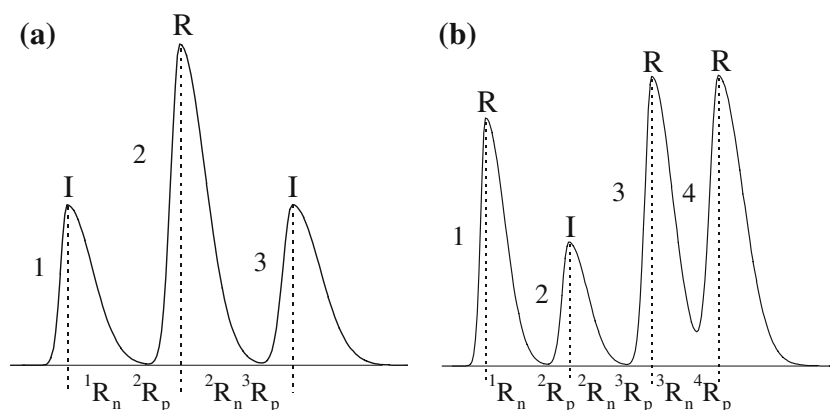 (a)
R
2
I
I
1
3
¹Rₙ ²Rₚ ²Rₙ ³Rₚ
(b)
R R
R
3 4
1
I
2
¹Rₙ ²Rₚ ²Rₙ ³Rₚ ³Rₙ ⁴Rₚ